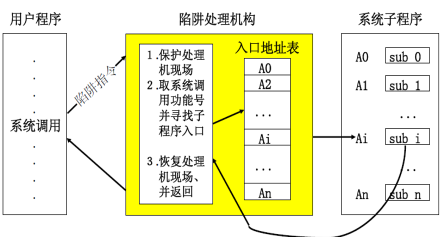 用户程序
陷阱处理机构
系统子程序
.
.
.
系统调用
.
.
.
.
陷阱指令
1.保护处理
机现场
2.取系统调
用功能号
并寻找子
程序入口
3.恢复处理
机现场、
并返回
入口地址表
A0
A2
...
Ai
...
An
A0 sub 0
A1 sub 1
...
Ai sub i
..
An sub n